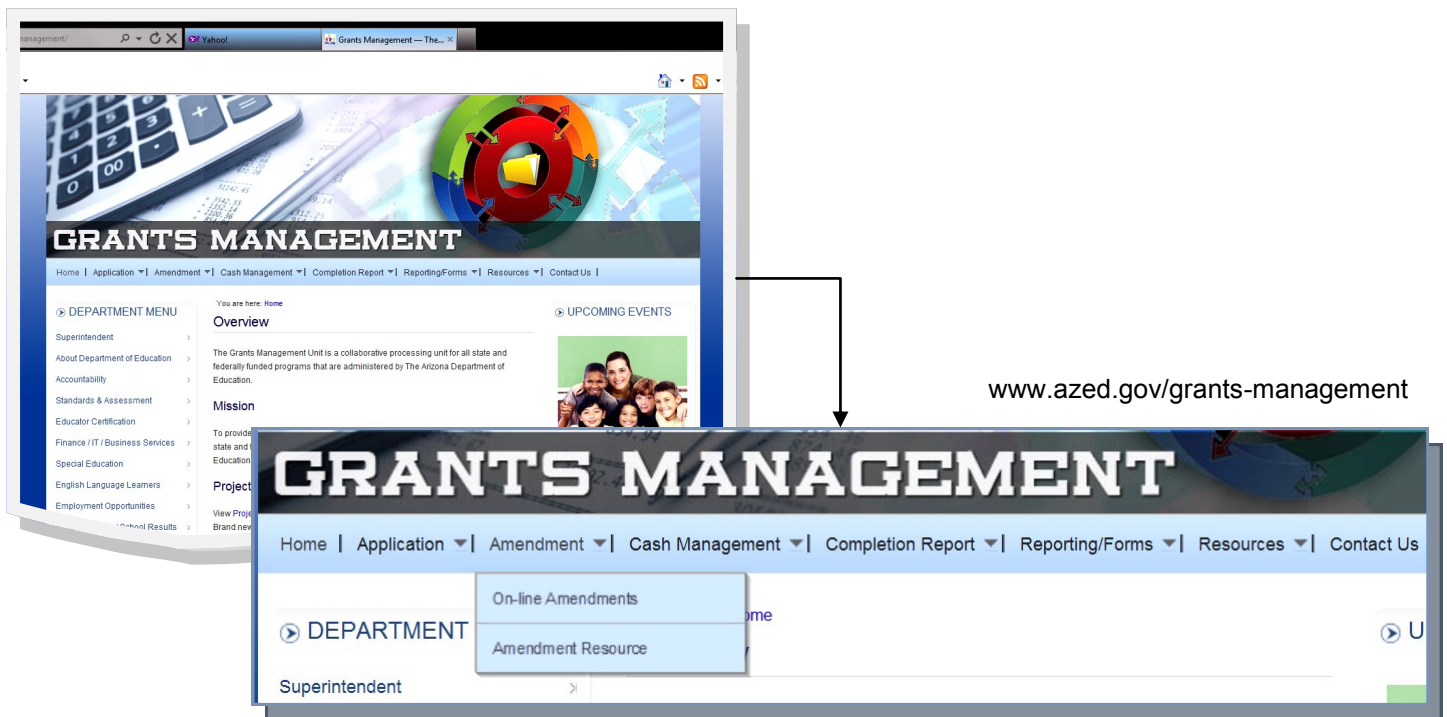 management/
Yahoo!
Grants Management — The...
GRANTS MANAGEMENT
Home | Application | Amendment | Cash Management | Completion Report | Reporting/Forms | Resources | Contact Us |
DEPARTMENT MENU
Superintendent
About Department of Education
Accountability
Standards & Assessment
Educator Certification
Finance / IT / Business Services
Special Education
English Language Learners
Employment Opportunities
School Results
You are here: Home
Overview
The Grants Management Unit is a collaborative processing unit for all state and
federally funded programs that are administered by The Arizona Department of
Education.
Mission
To provide
state and
Education
Project
View Proje
Brand new
UPCOMING EVENTS
www.azed.gov/grants-management
GRANTS MANAGEMENT
Home | Application | Amendment | Cash Management | Completion Report | Reporting/Forms | Resources | Contact Us
On-line Amendments
Amendment Resource
ome
DEPARTMENT
Superintendent
U